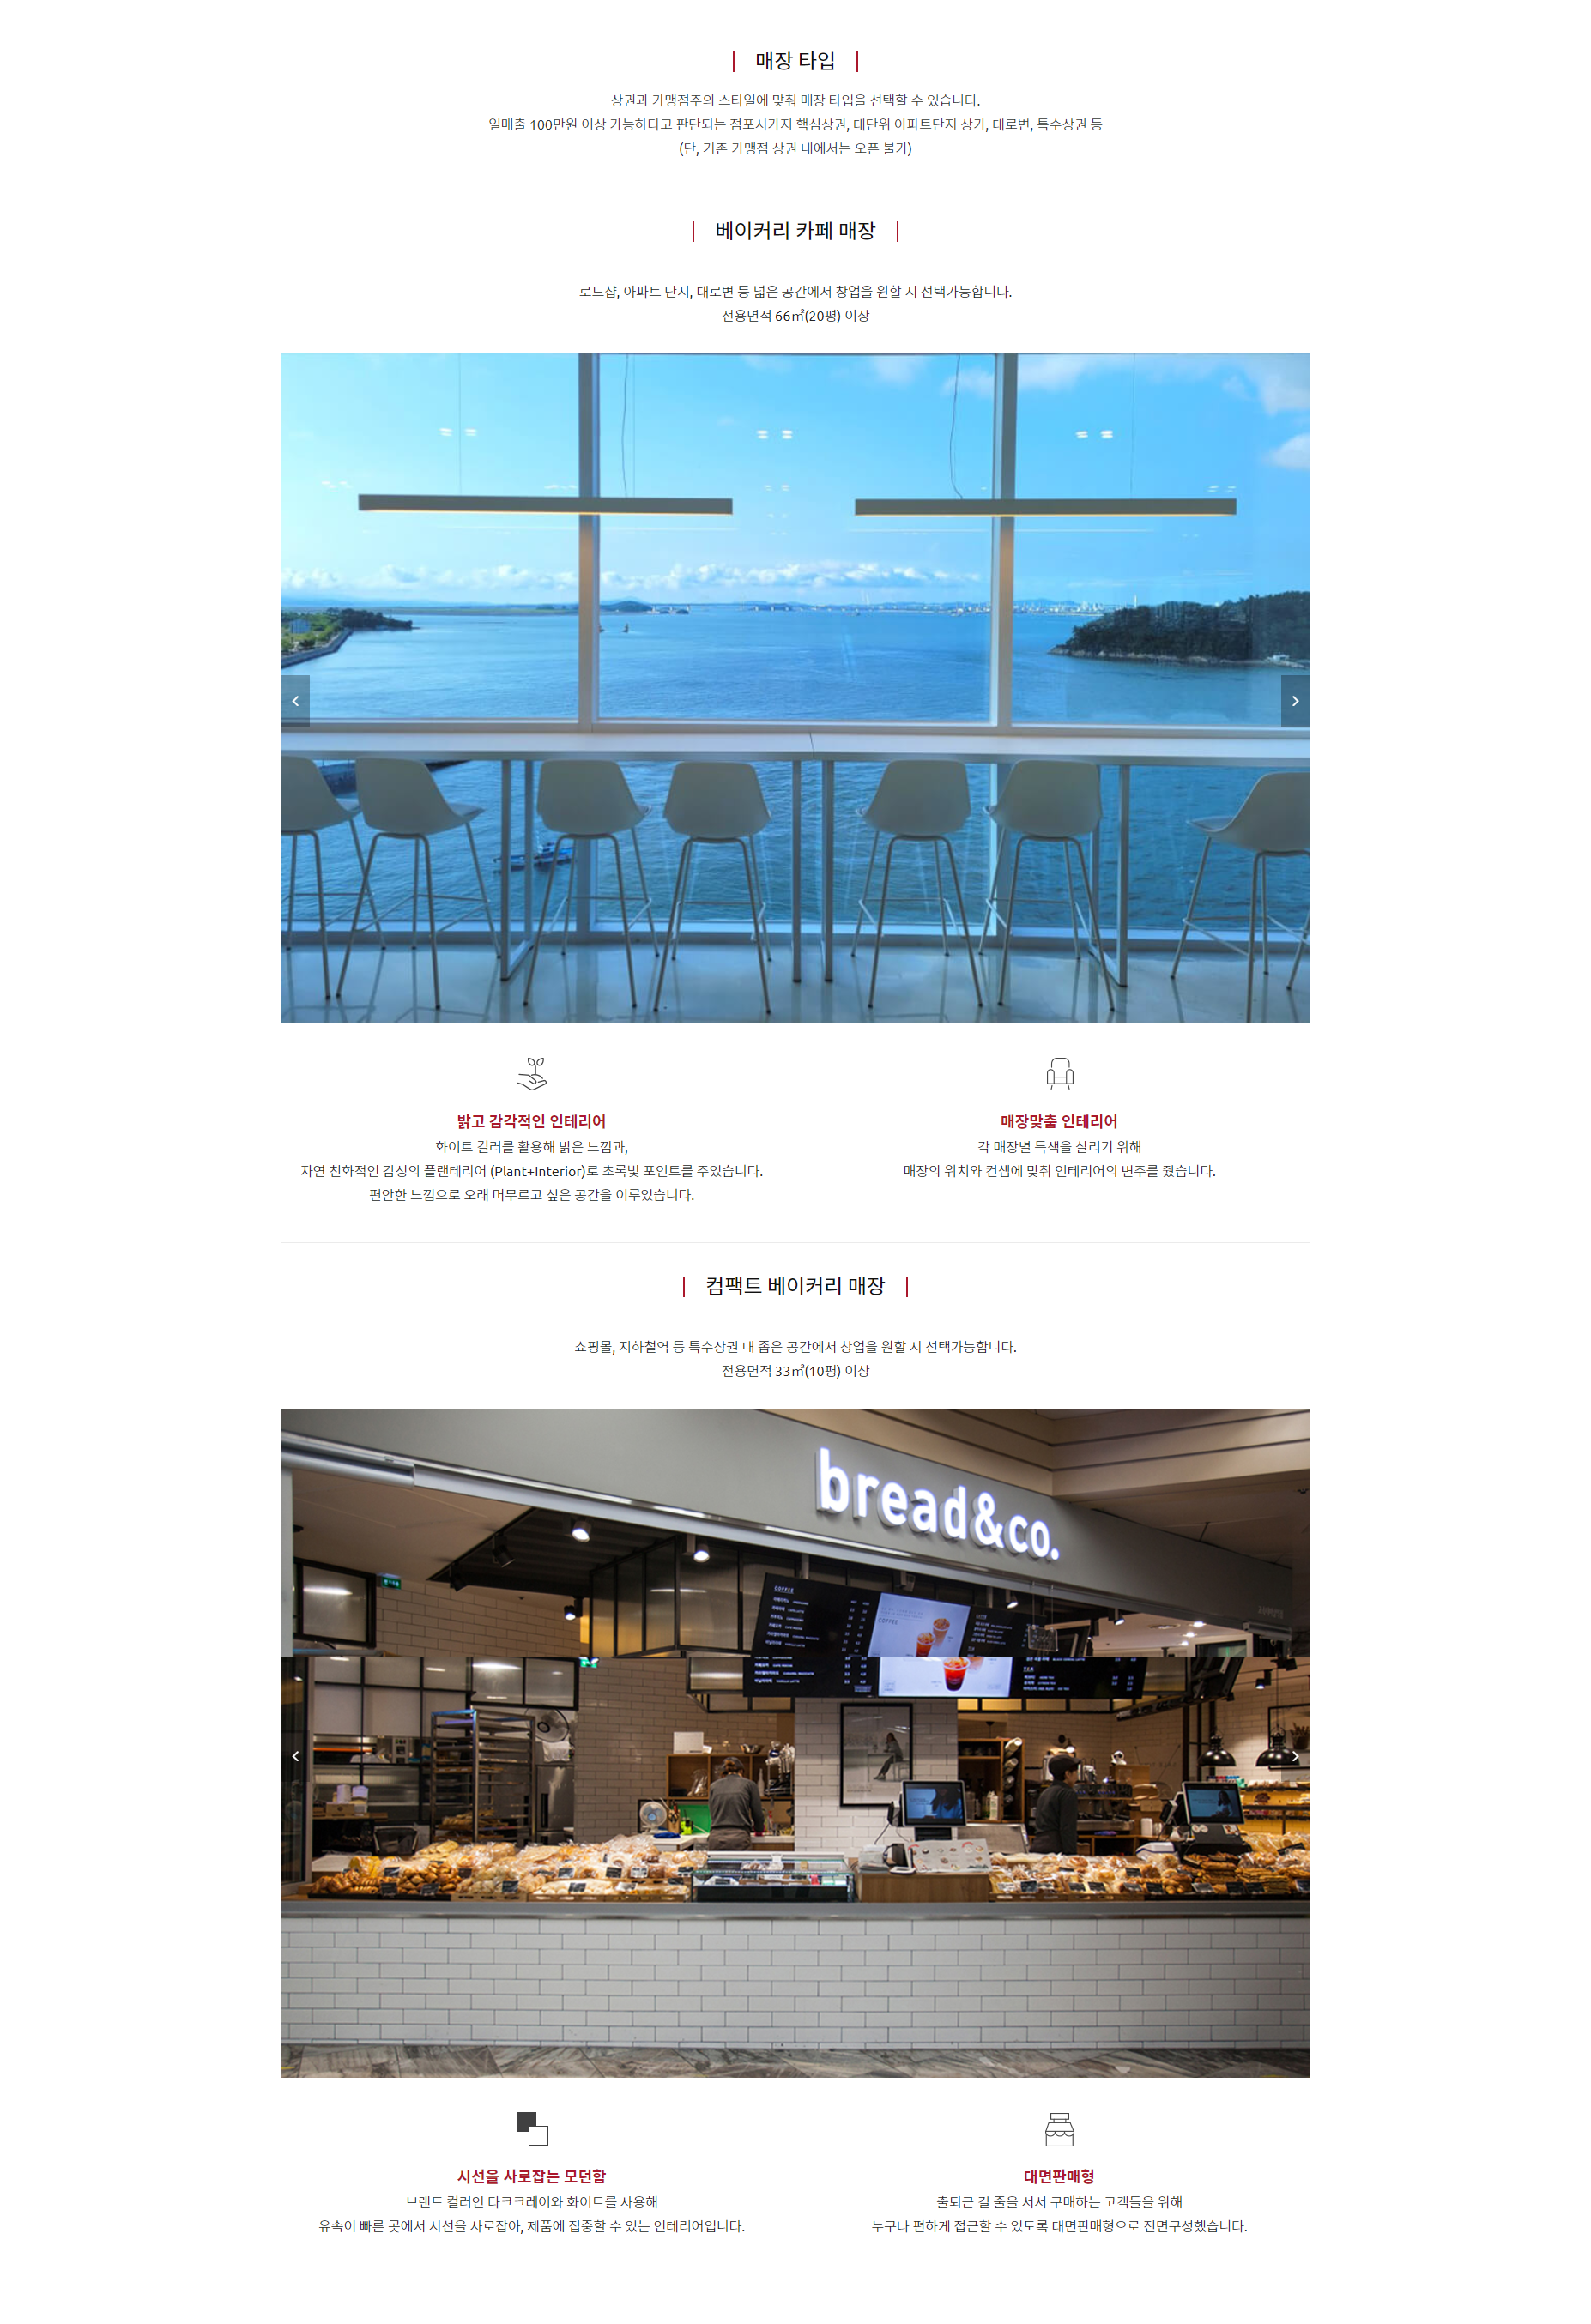 매장 타입
상권과 가맹점주의 스타일에 맞춰 매장 타입을 선택할 수 있습니다.
일매출 100만원 이상 가능하다고 판단되는 점포시가지 핵심상권, 대단위 아파트단지 상가, 대로변, 특수상권 등
(단, 기존 가맹점 상권 내에서는 오픈 불가)
베이커리 카페 매장
로드샵, 아파트 단지, 대로변 등 넓은 공간에서 창업을 원할 시 선택가능합니다.
전용면적 66㎡(20평) 이상
밝고 감각적인 인테리어
화이트 컬러를 활용해 밝은 느낌과,
자연 친화적인 감성의 플랜테리어 (Plant+Interior)로 초록빛 포인트를 주었습니다.
편안한 느낌으로 오래 머무르고 싶은 공간을 이루었습니다.
매장맞춤 인테리어
각 매장별 특색을 살리기 위해
매장의 위치와 컨셉에 맞춰 인테리어의 변주를 줬습니다.
컴팩트 베이커리 매장
쇼핑몰, 지하철역 등 특수상권 내 좁은 공간에서 창업을 원할 시 선택가능합니다.
전용면적 33㎡(10평) 이상
bread&co.
COFFEE
COFFEE
시선을 사로잡는 모던함
브랜드 컬러인 다크크레이와 화이트를 사용해
유속이 빠른 곳에서 시선을 사로잡아, 제품에 집중할 수 있는 인테리어입니다.
대면판매형
출퇴근 길 줄을 서서 구매하는 고객들을 위해
누구나 편하게 접근할 수 있도록 대면판매형으로 전면구성했습니다.